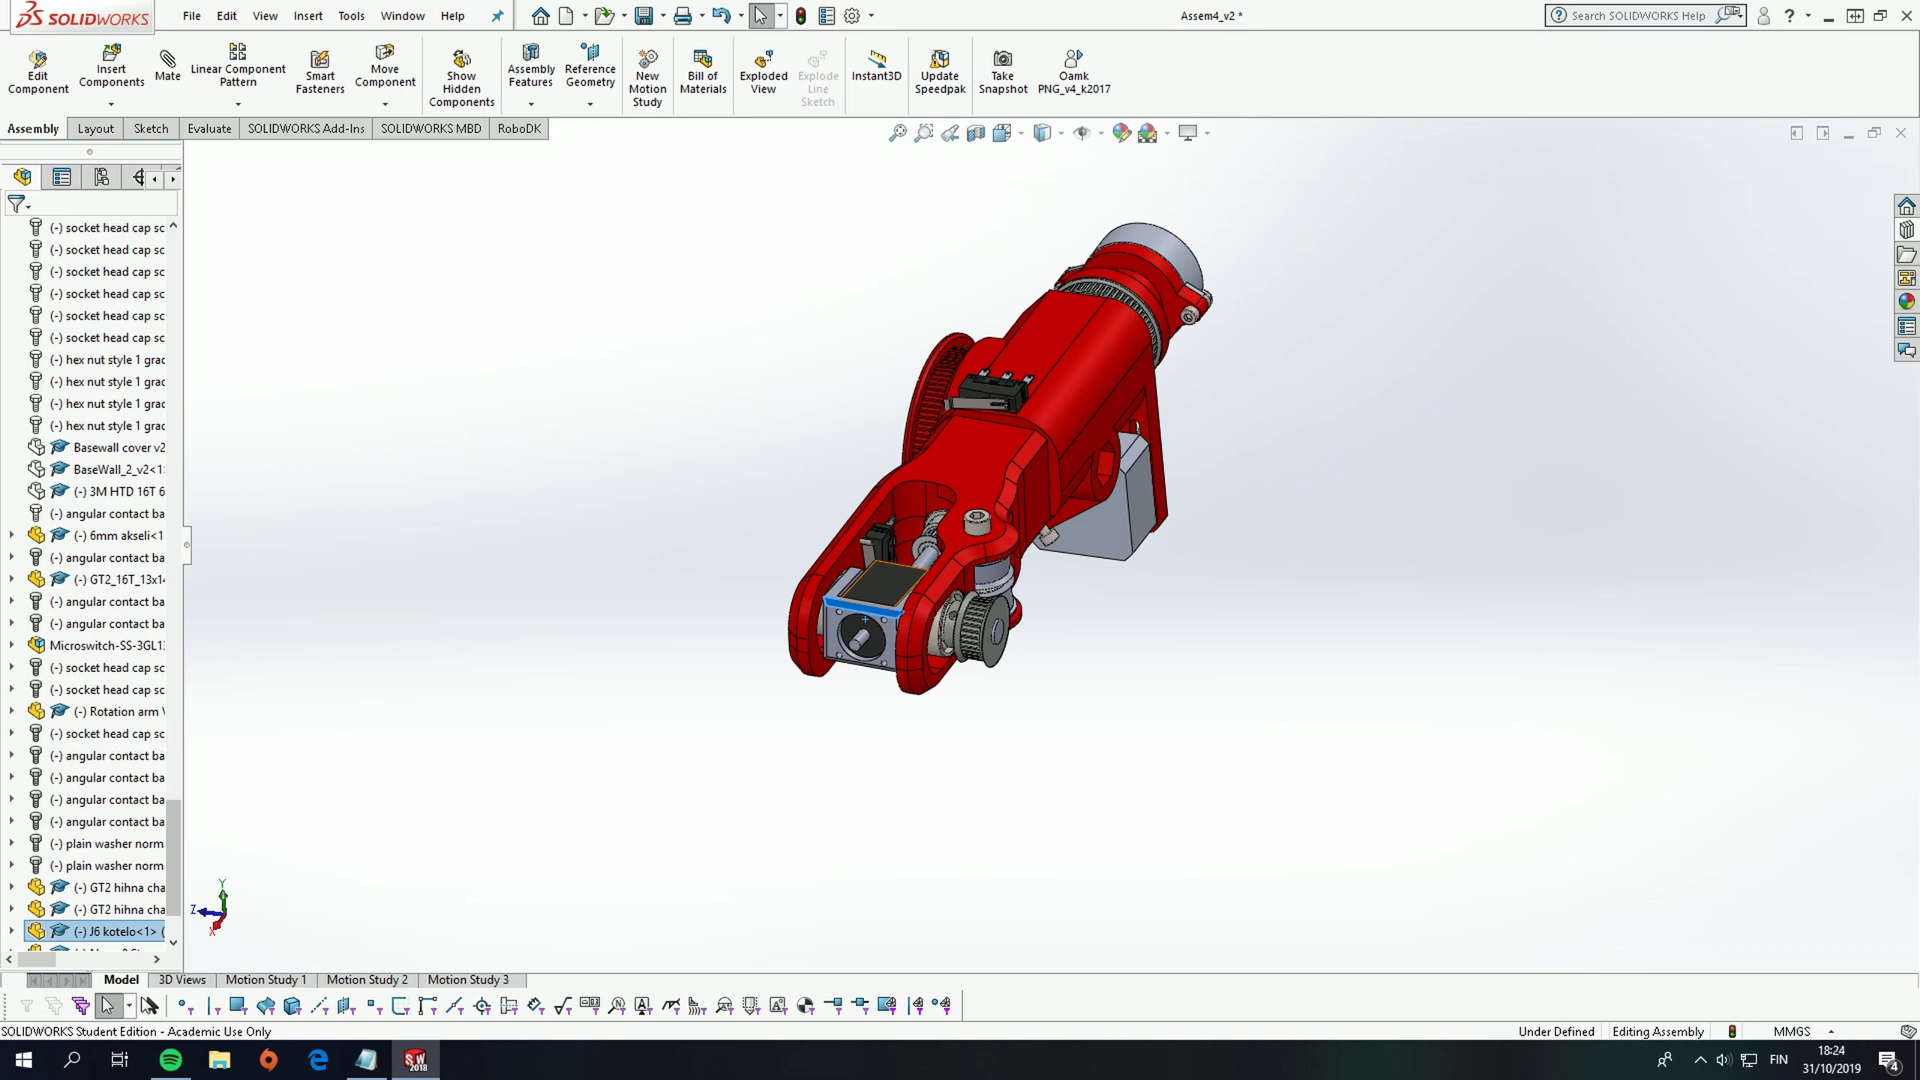 SOLIDWORKS
File Edit View Insert Tools Window Help
Assem4_v2 *
Search SOLIDWORKS Help
Edit Component
Insert Components
Mate
Linear Component Pattern
Smart Fasteners
Move Component
Show Hidden Components
Assembly Features
Reference Geometry
New Motion Study
Bill of Materials
Exploded View
Explode Line Sketch
Instant3D
Update Speedpak
Take Snapshot
Oamk PNG_v4_k2017
Assembly Layout Sketch Evaluate SOLIDWORKS Add-Ins SOLIDWORKS MBD RoboDK
(-) socket head cap sc
(-) socket head cap sc
(-) socket head cap sc
(-) socket head cap sc
(-) socket head cap sc
(-) socket head cap sc
(-) hex nut style 1 grad
(-) hex nut style 1 grad
(-) hex nut style 1 grad
(-) hex nut style 1 grad
Basewall cover v2
BaseWall_2_v2<1
(-) 3M HTD 16T 6
(-) angular contact ba
(-) 6mm akseli<1
(-) angular contact ba
(-) GT2_16T_13x14
(-) angular contact ba
(-) angular contact ba
Microswitch-SS-3GL13
(-) socket head cap sc
(-) socket head cap sc
(-) Rotation arm V
(-) socket head cap sc
(-) angular contact ba
(-) angular contact ba
(-) angular contact ba
(-) angular contact ba
(-) plain washer norm
(-) plain washer norm
(-) GT2 hihna cha
(-) GT2 hihna cha
(-) J6 kotelo<1> (
Y
Z
X
Model 3D Views Motion Study 1 Motion Study 2 Motion Study 3
SOLIDWORKS Student Edition - Academic Use Only
Under Defined Editing Assembly MMGS
SW 2018
FIN
18:24
31/10/2019
4